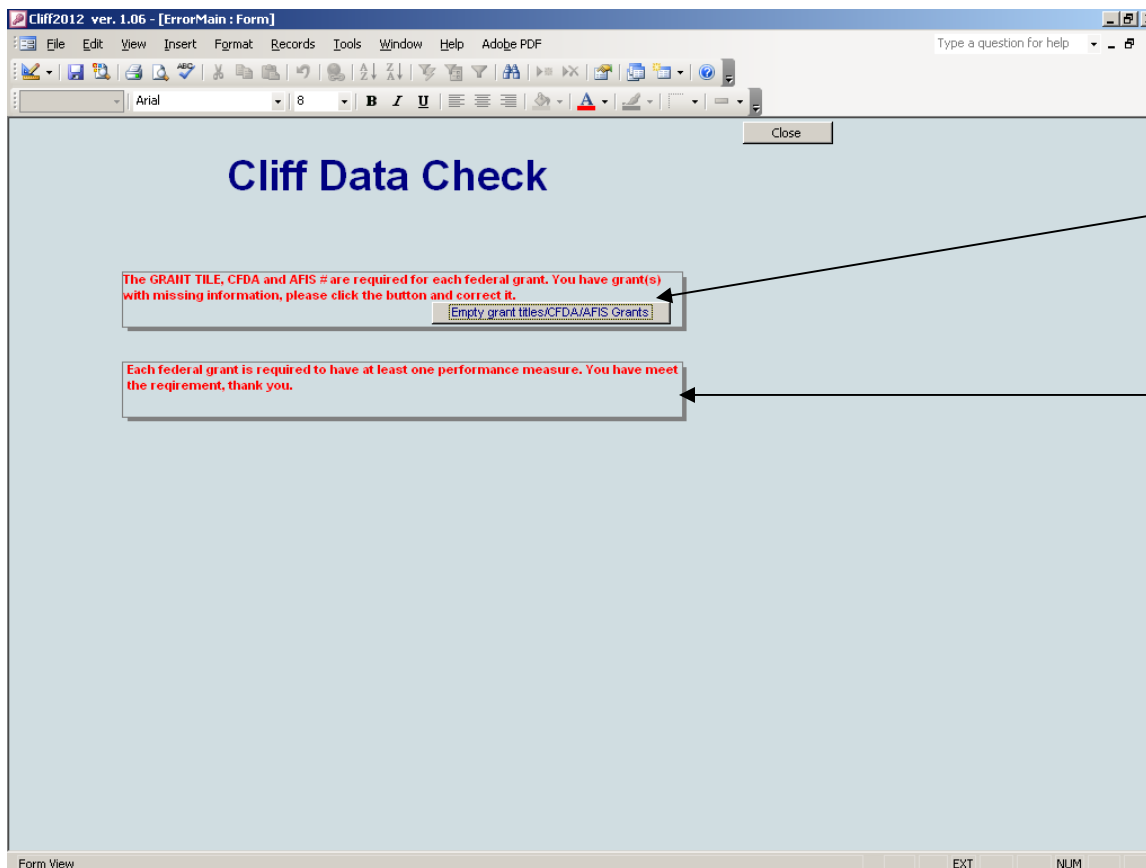 Cliff2012 ver. 1.06 - [ErrorMain : Form]
File Edit View Insert Format Records Tools Window Help Adobe PDF Type a question for help
Arial 8 B I U A
Close
Cliff Data Check
The GRANT TILE, CFDA and AFIS # are required for each federal grant. You have grant(s)
with missing information, please click the button and correct it.
Empty grant titles/CFDA/AFIS Grants
Each federal grant is required to have at least one performance measure. You have meet
the reqirement, thank you.
Form View EXT NUM